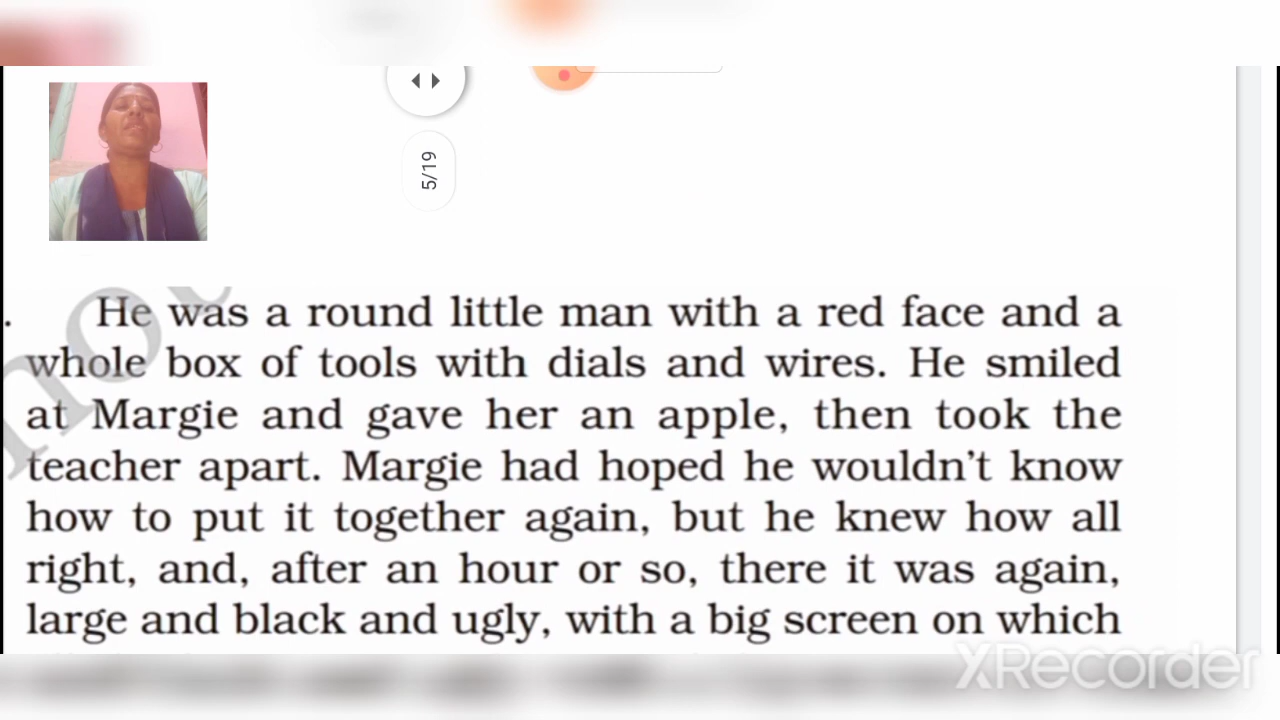 5/19
not
. He was a round little man with a red face and a
whole box of tools with dials and wires. He smiled
at Margie and gave her an apple, then took the
teacher apart. Margie had hoped he wouldn't know
how to put it together again, but he knew how all
right, and, after an hour or so, there it was again,
large and black and ugly, with a big screen on which
XRecorder